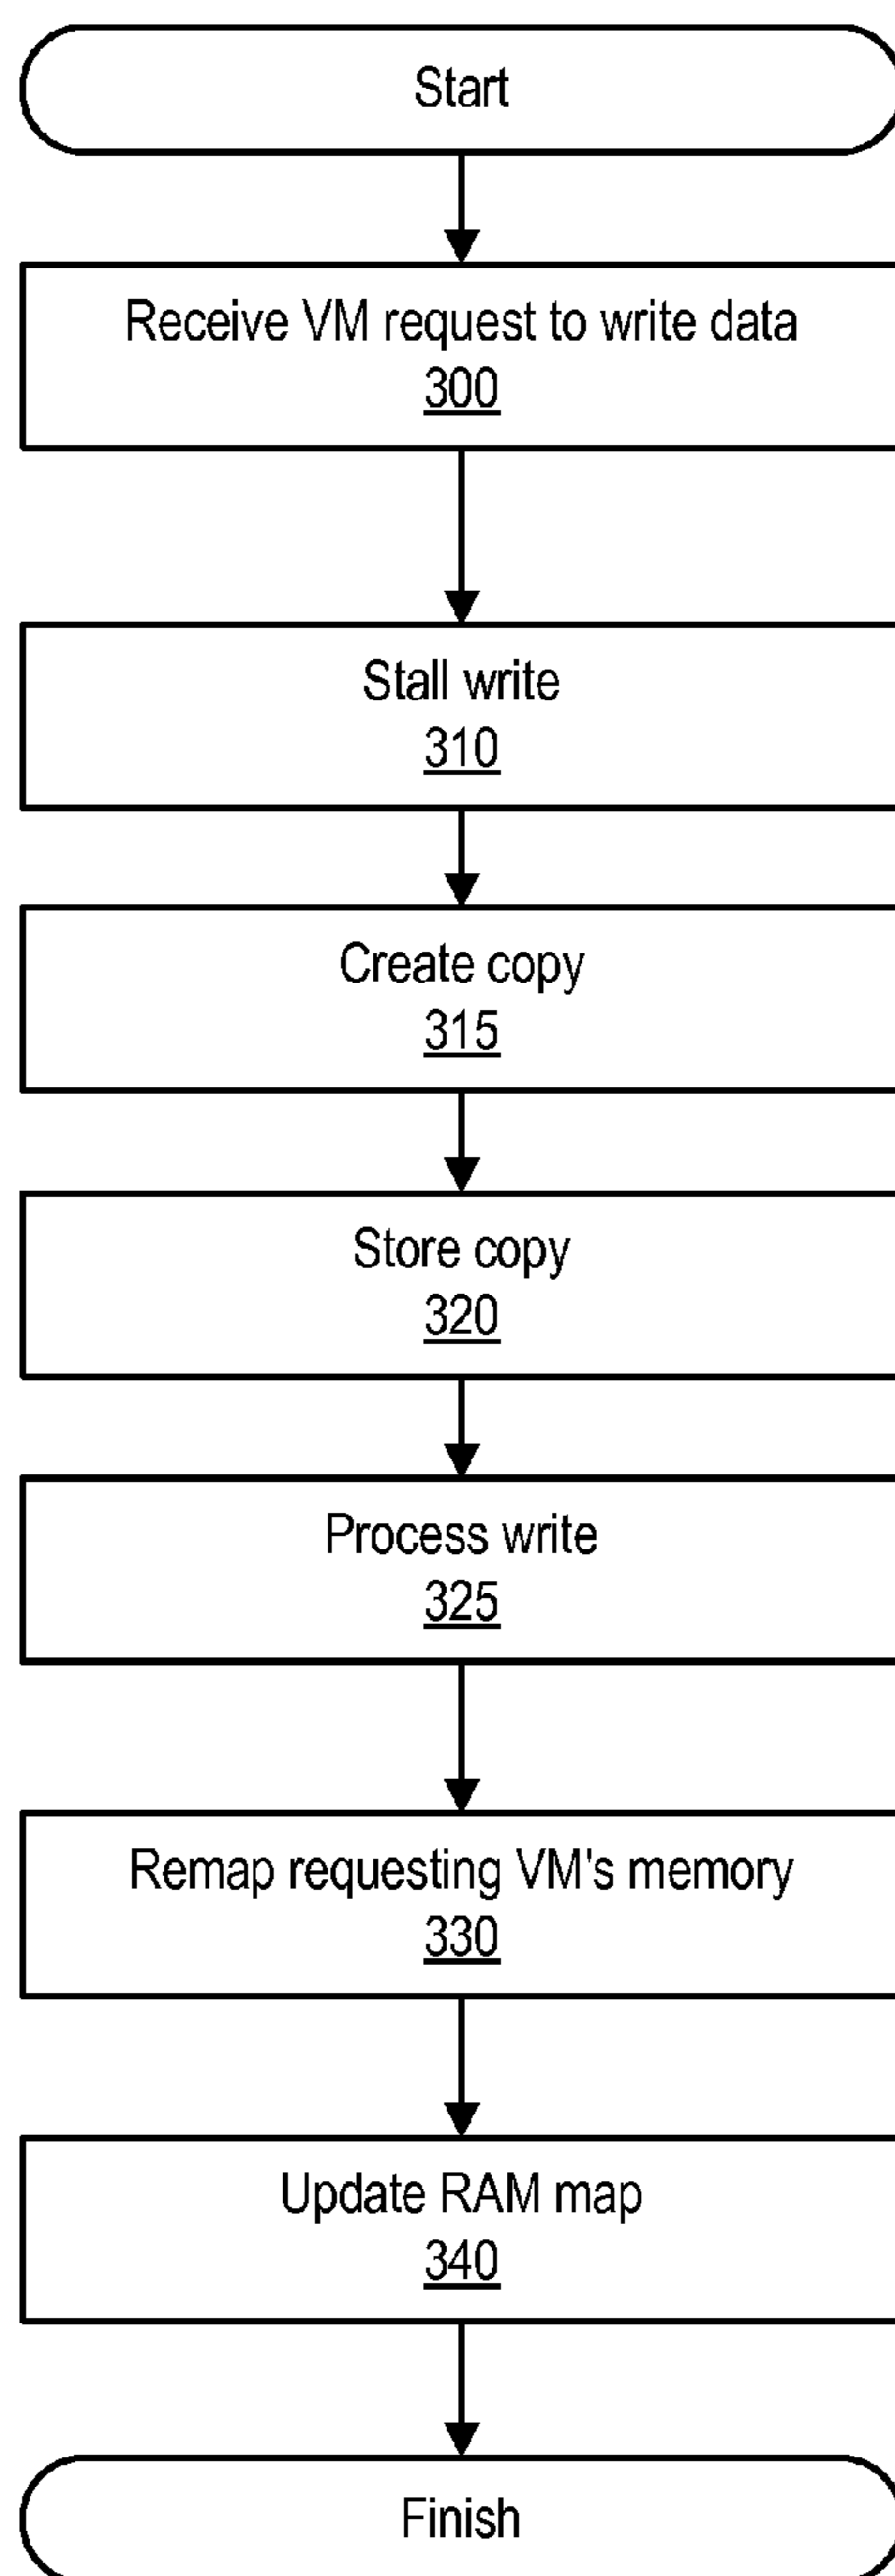 Start
Receive VM request to write data
300
Stall write
310
Create copy
315
Store copy
320
Process write
325
Remap requesting VM's memory
330
Update RAM map
340
Finish